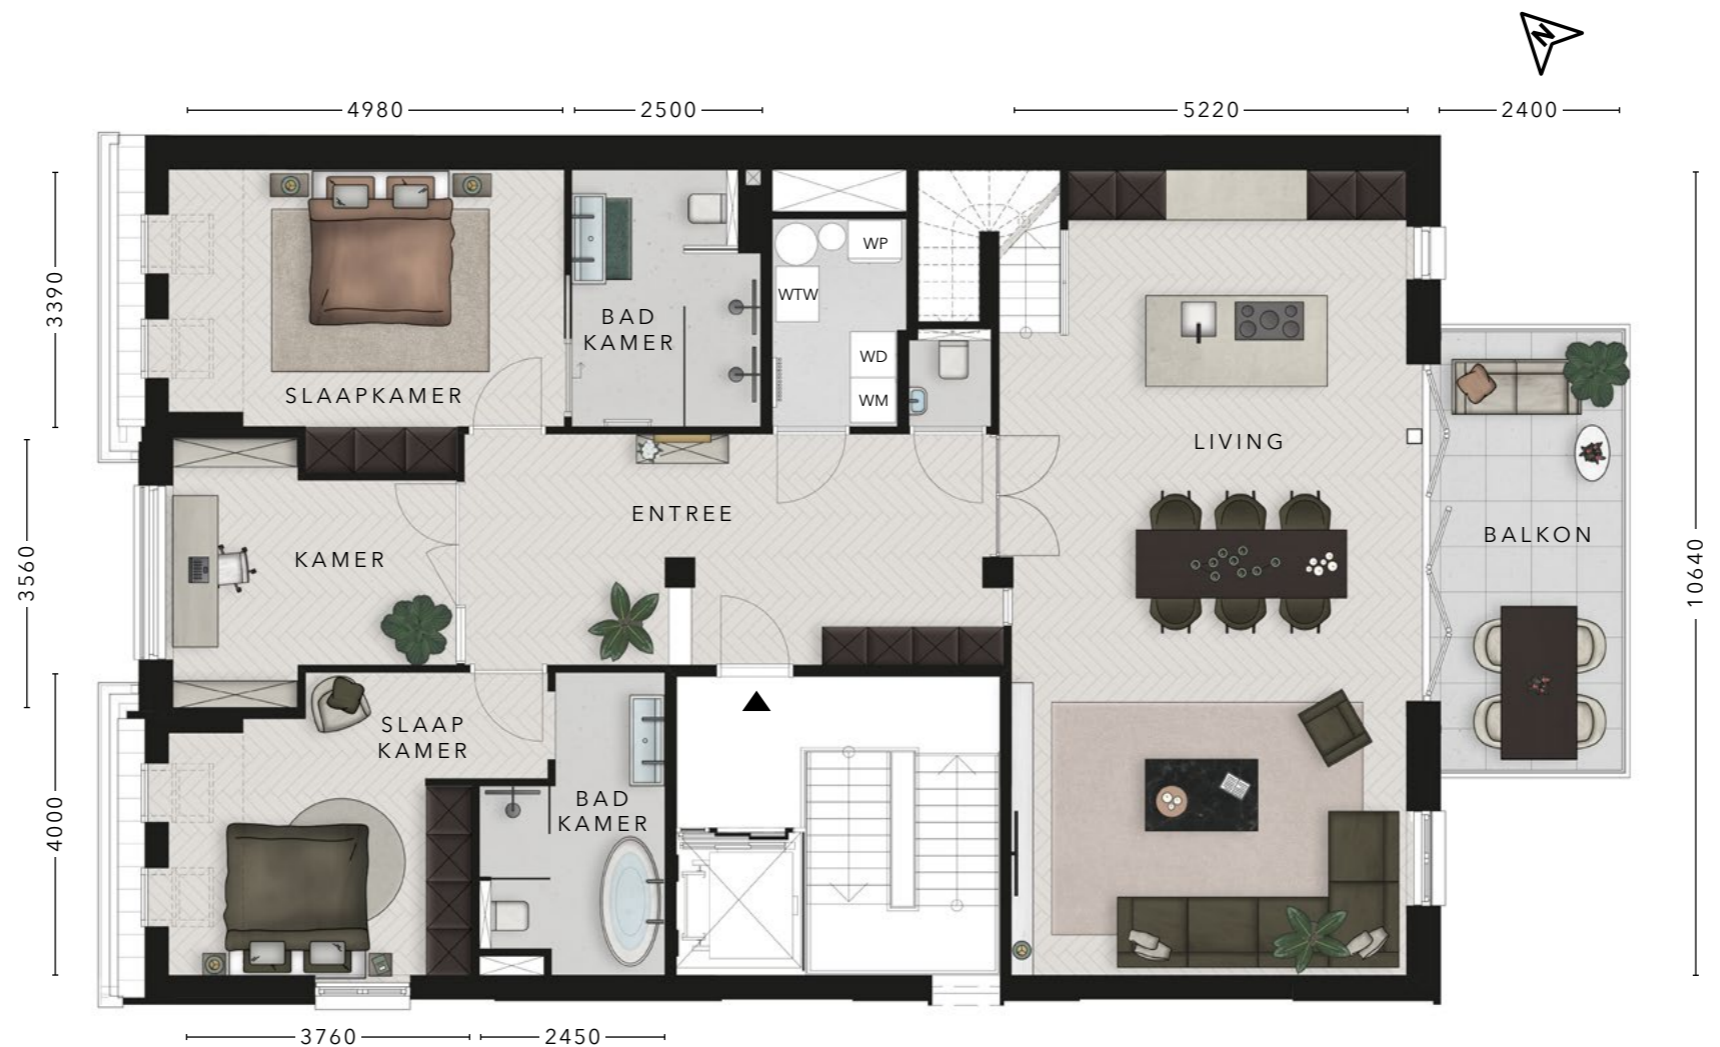 N
4980
2500
5220
2400
3390
3560
4000
10640
WP
WTW
WD
WM
BAD
KAMER
SLAAPKAMER
LIVING
ENTREE
BALKON
KAMER
SLAAP
KAMER
BAD
KAMER
3760
2450